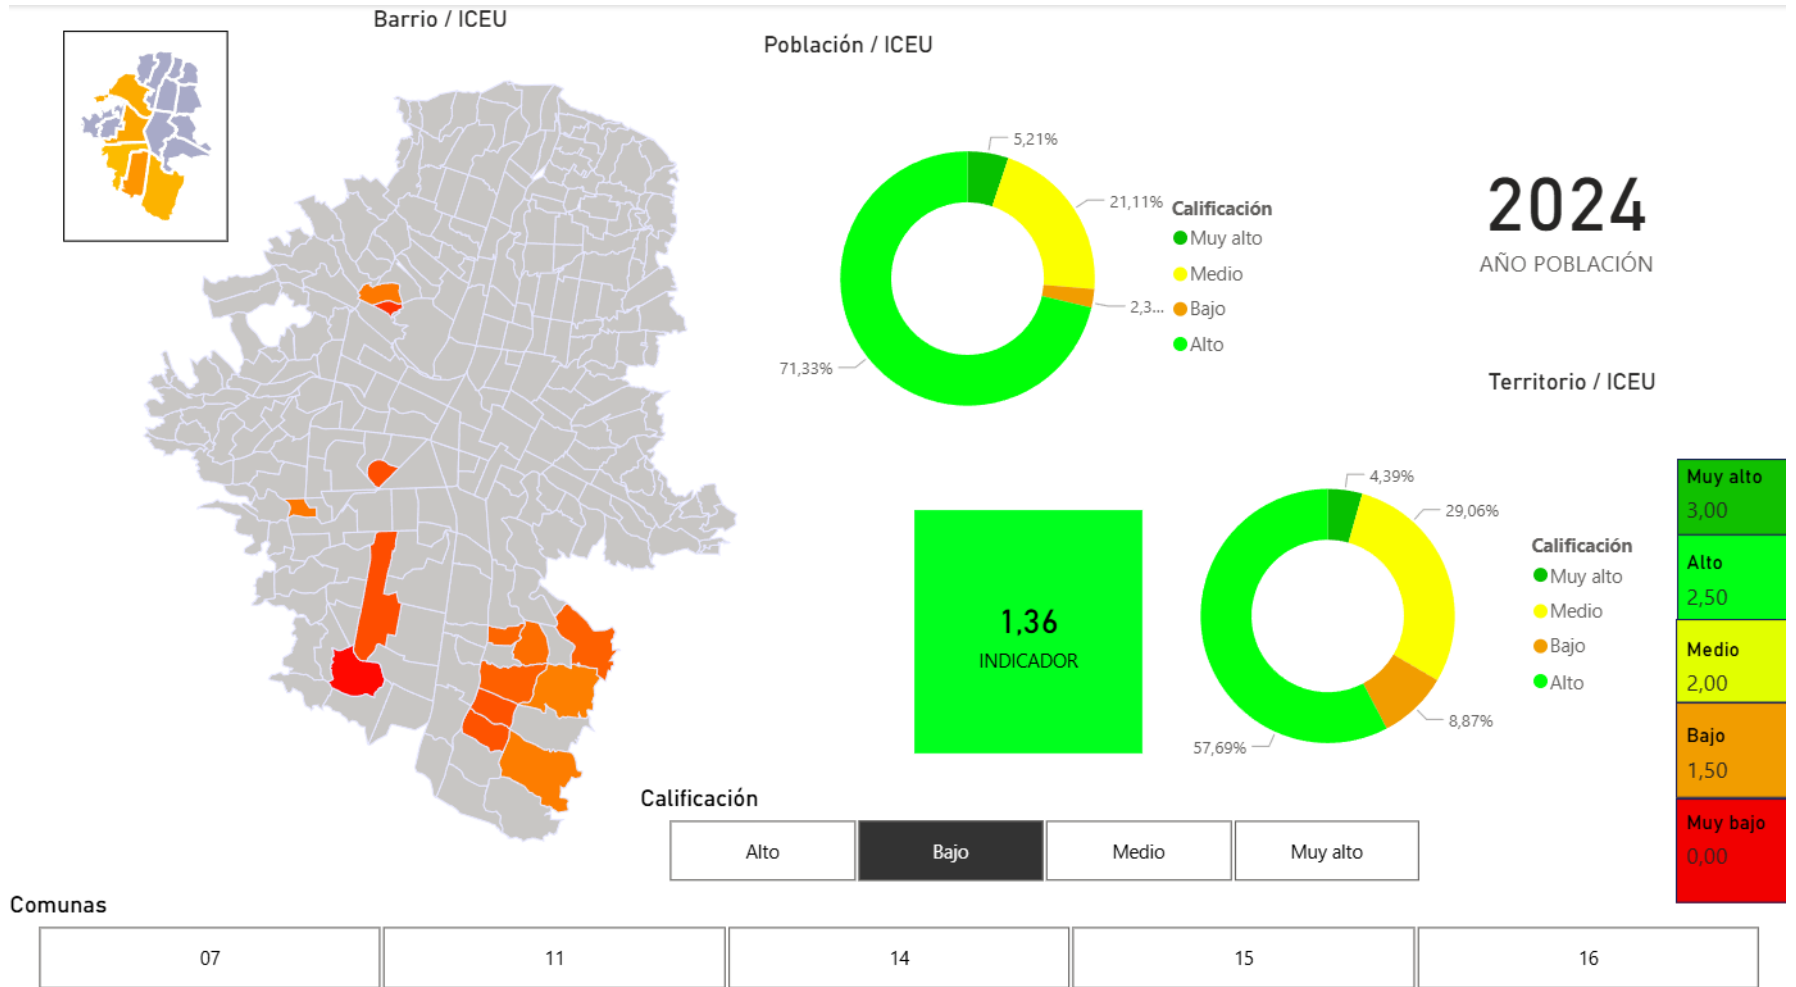 Barrio / ICEU
Población / ICEU
5,21%
21,11%
2,3...
71,33%
Calificación
Muy alto
Medio
Bajo
Alto
2024
AÑO POBLACIÓN
Territorio / ICEU
1,36
INDICADOR
4,39%
29,06%
8,87%
57,69%
Calificación
Muy alto
Medio
Bajo
Alto
Muy alto
3,00
Alto
2,50
Medio
2,00
Bajo
1,50
Muy bajo
0,00
Calificación
Alto
Bajo
Medio
Muy alto
Comunas
07
11
14
15
16